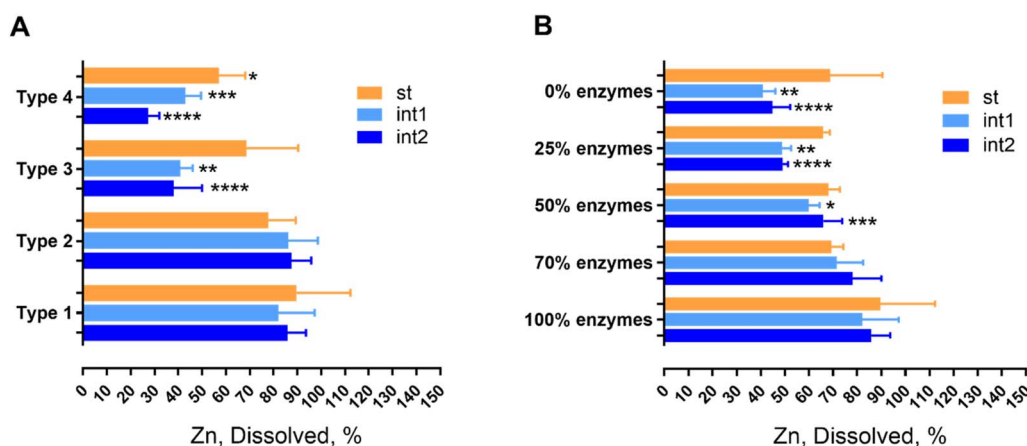 A
Type 4
*
***
****
Type 3
**
****
Type 2
Type 1
st
int1
int2
0 10 20 30 40 50 60 70 80 90 100 110 120 130 140 150
Zn, Dissolved, %
B
0% enzymes
**
****
25% enzymes
**
****
50% enzymes
*
***
70% enzymes
100% enzymes
st
int1
int2
0 10 20 30 40 50 60 70 80 90 100 110 120 130 140 150
Zn, Dissolved, %